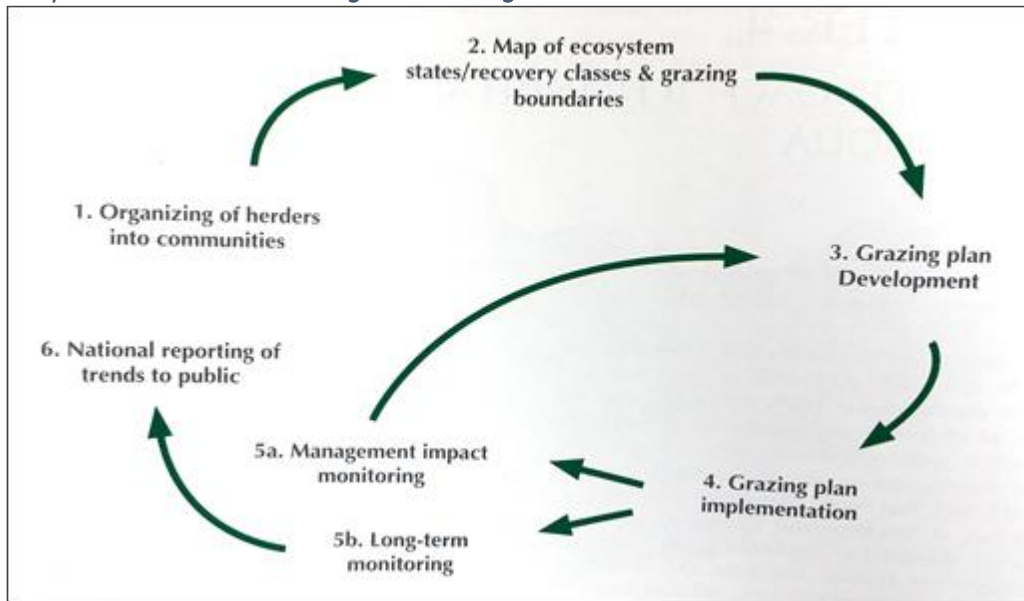 2. Map of ecosystem
states/recovery classes & grazing
boundaries
1. Organizing of herders
into communities
3. Grazing plan
Development
6. National reporting of
trends to public
5a. Management impact
monitoring
4. Grazing plan
implementation
5b. Long-term
monitoring